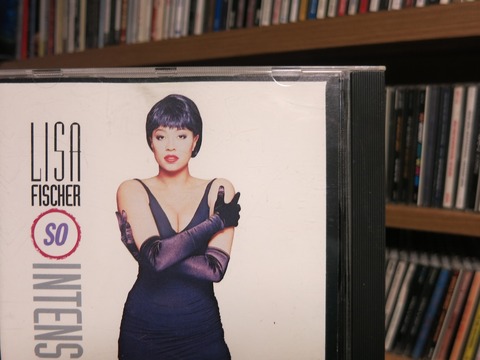 LISA
FISCHER
SO
INTENS